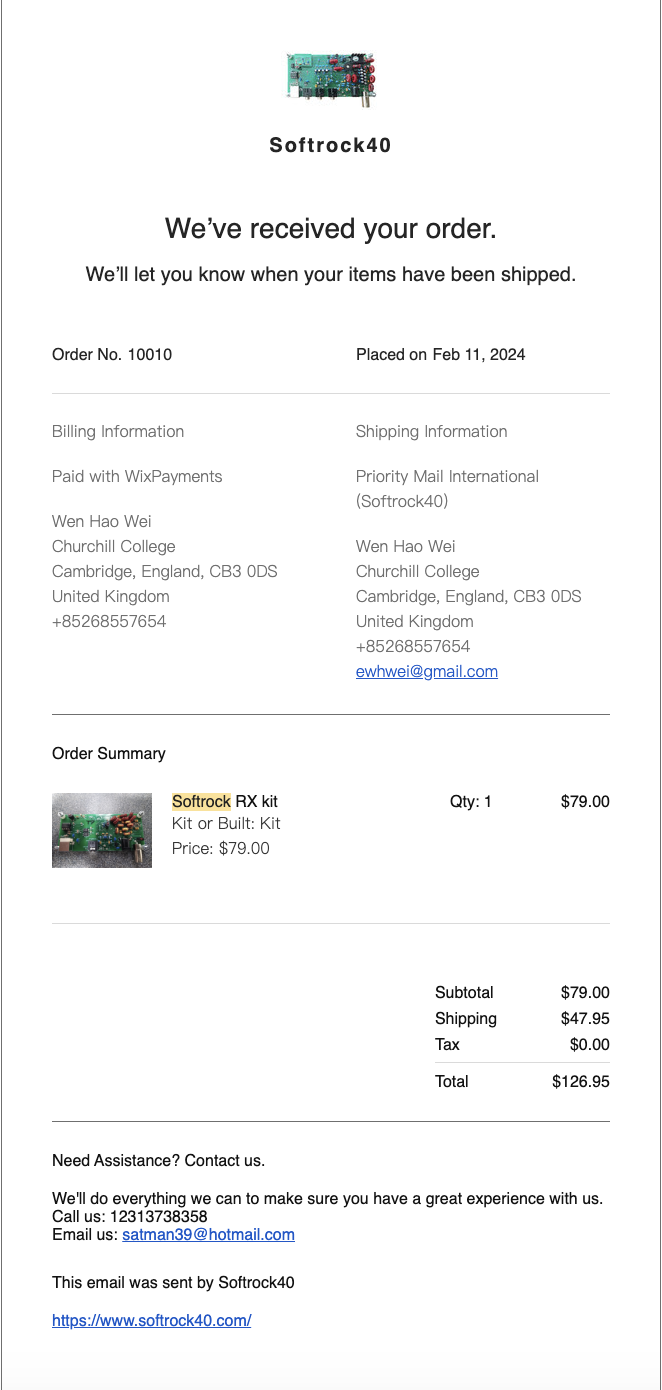 Softrock40
We’ve received your order.
We’ll let you know when your items have been shipped.
Order No. 10010
Placed on Feb 11, 2024
Billing Information
Paid with WixPayments
Wen Hao Wei
Churchill College
Cambridge, England, CB3 0DS
United Kingdom
+85268557654
Shipping Information
Priority Mail International
(Softrock40)
Wen Hao Wei
Churchill College
Cambridge, England, CB3 0DS
United Kingdom
+85268557654
ewhwei@gmail.com
Order Summary
Softrock RX kit
Kit or Built: Kit
Price: $79.00
Qty: 1
$79.00
Subtotal $79.00
Shipping $47.95
Tax $0.00
Total $126.95
Need Assistance? Contact us.
We'll do everything we can to make sure you have a great experience with us.
Call us: 12313738358
Email us: satman39@hotmail.com
This email was sent by Softrock40
https://www.softrock40.com/